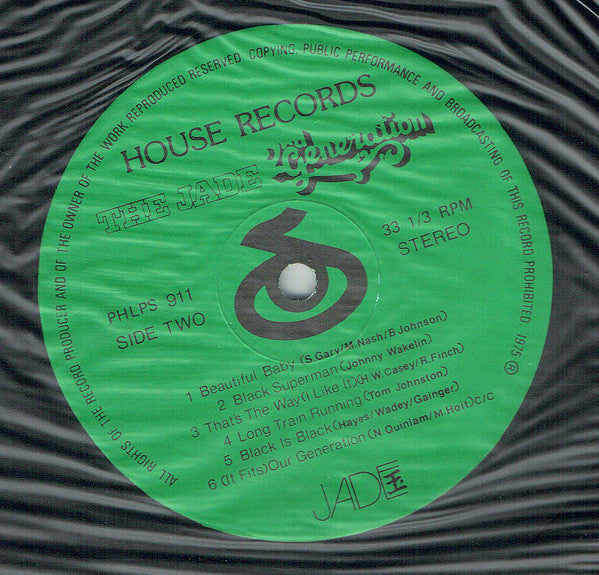 ALL RIGHTS OF THE RECORD PRODUCER AND OF THE OWNER OF THE WORK REPRODUCED RESERVED. COPYING, PUBLIC PERFORMANCE AND BROADCASTING OF THIS RECORD PROHIBITED 1975 ®
HOUSE RECORDS
THE JADE
2nd Generation
33 1/3 RPM
STEREO
PHLPS 911
SIDE TWO
1 Beautiful Baby (S.Gary/M.Nash/B Johnson)
2 Black Superman (Johnny Wakelin)
3 That's The Way(I Like It)(H.W.Casey/R.Finch)
4 Long Train Running (Tom Johnston)
5 Black Is Black(Hayes/Wadey/Gainger)
6 (It Fits)Our Generation(N Quinlam/M.Hoit)C/C
JADE